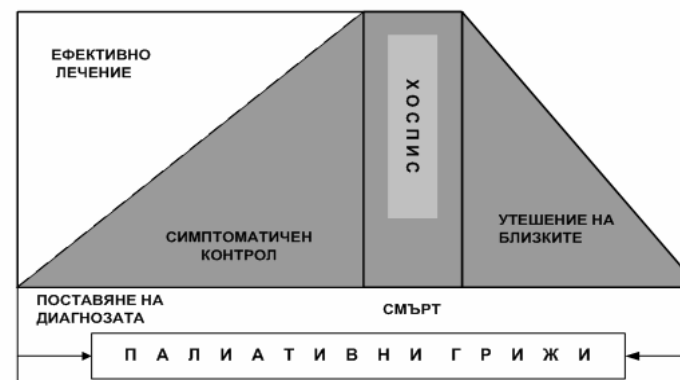 ЕФЕКТИВНО
ЛЕЧЕНИЕ
ХОСПИС
СИМПТОМАТИЧЕН
КОНТРОЛ
УТЕШЕНИЕ НА
БЛИЗКИТЕ
ПОСТАВЯНЕ НА
ДИАГНОЗАТА
СМЪРТ
ПАЛИАТИВНИ ГРИЖИ